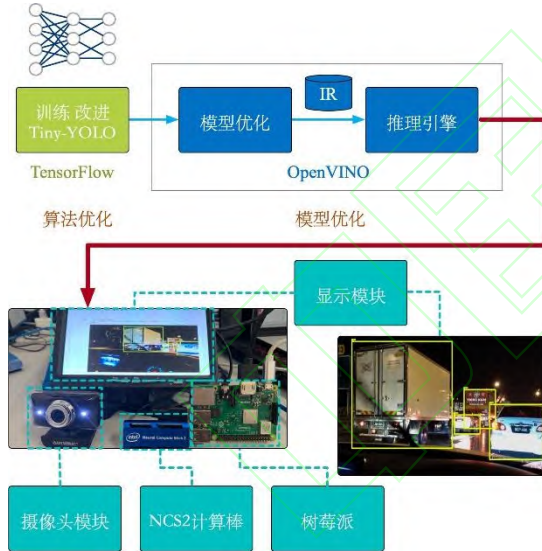 训练 改进
Tiny-YOLO
模型优化
IR
推理引擎
TensorFlow
OpenVINO
算法优化
模型优化
显示模块
摄像头模块
NCS2计算棒
树莓派